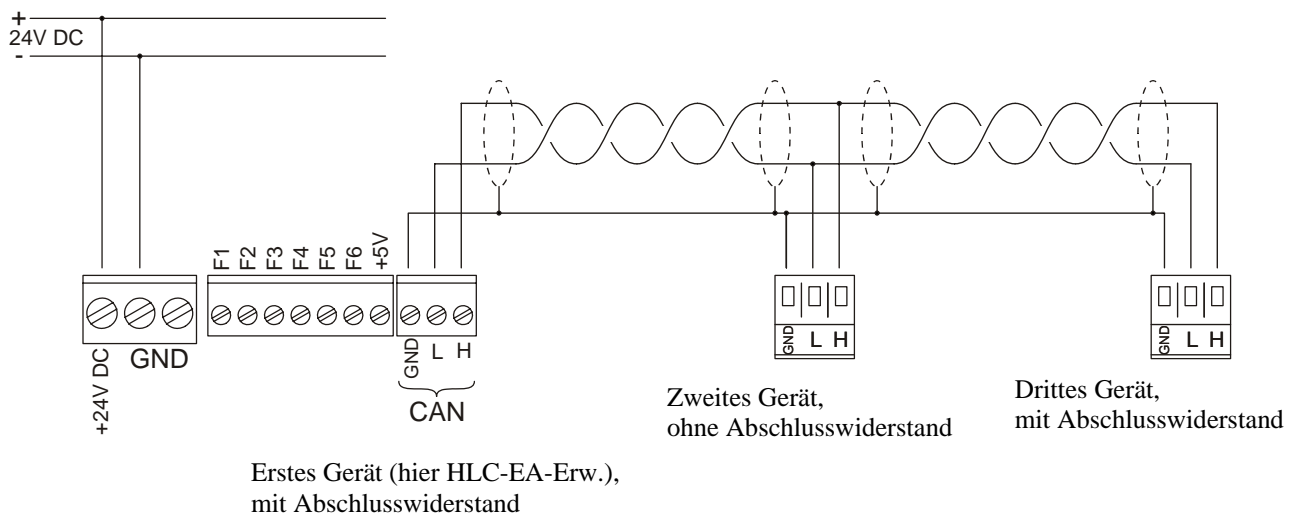 +
24V DC
-
F1
F2
F3
F4
F5
F6
+5V
+24V DC
GND
GND
L
H
CAN
GND
L
H
GND
L
H
Zweites Gerät,
ohne Abschlusswiderstand
Drittes Gerät,
mit Abschlusswiderstand
Erstes Gerät (hier HLC-EA-Erw.),
mit Abschlusswiderstand